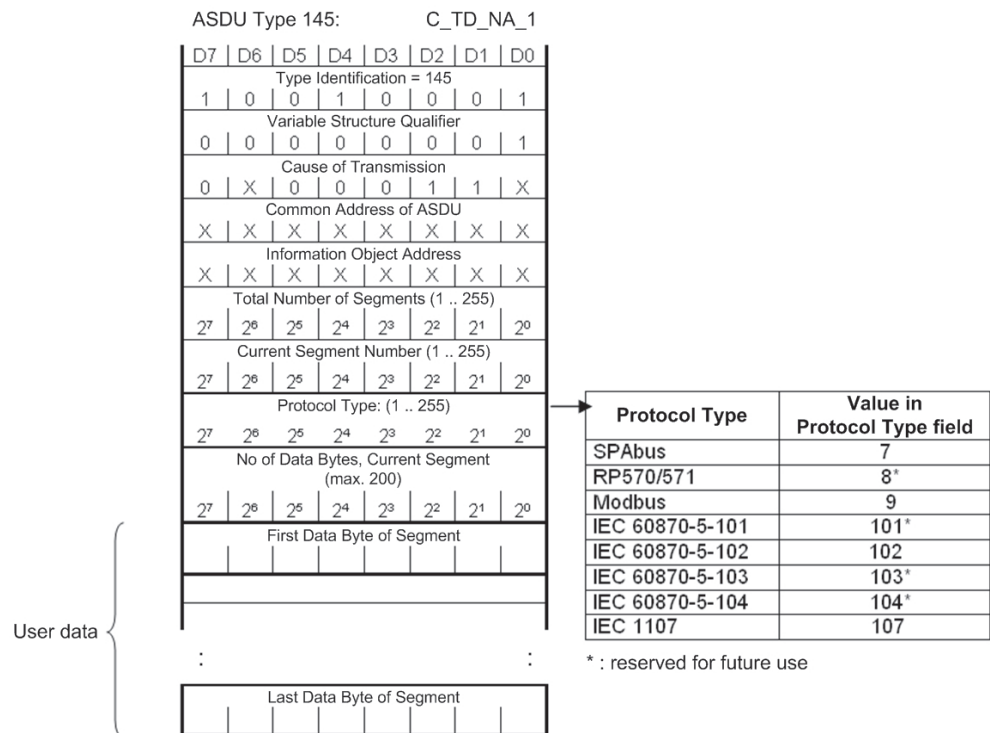 ASDU Type 145: C_TD_NA_1
D7 D6 D5 D4 D3 D2 D1 D0
Type Identification = 145
1 0 0 1 0 0 0 1
Variable Structure Qualifier
0 0 0 0 0 0 0 1
Cause of Transmission
0 X 0 0 0 1 1 X
Common Address of ASDU
X X X X X X X X
Information Object Address
X X X X X X X X
Total Number of Segments (1 .. 255)
2⁷ 2⁶ 2⁵ 2⁴ 2³ 2² 2¹ 2⁰
Current Segment Number (1 .. 255)
2⁷ 2⁶ 2⁵ 2⁴ 2³ 2² 2¹ 2⁰
Protocol Type: (1 .. 255)
2⁷ 2⁶ 2⁵ 2⁴ 2³ 2² 2¹ 2⁰
No of Data Bytes, Current Segment
(max. 200)
2⁷ 2⁶ 2⁵ 2⁴ 2³ 2² 2¹ 2⁰
First Data Byte of Segment
User data
: :
Last Data Byte of Segment
Protocol Type Value in
Protocol Type field
SPAbus 7
RP570/571 8*
Modbus 9
IEC 60870-5-101 101*
IEC 60870-5-102 102
IEC 60870-5-103 103*
IEC 60870-5-104 104*
IEC 1107 107
* : reserved for future use